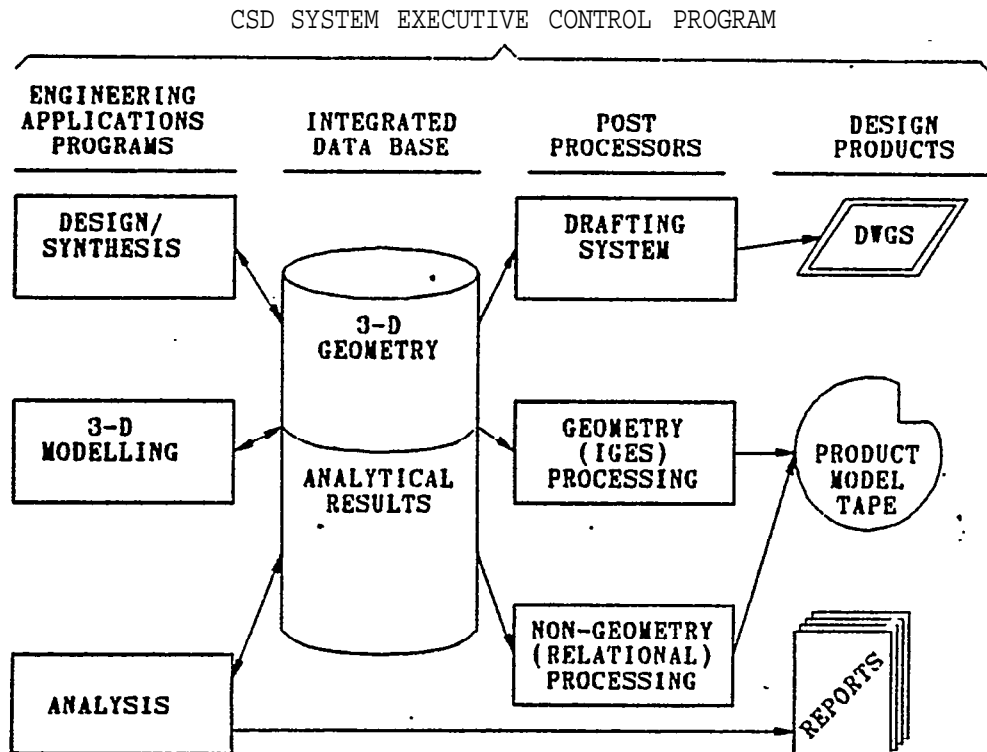 CSD SYSTEM EXECUTIVE CONTROL PROGRAM
ENGINEERING
APPLICATIONS
PROGRAMS
INTEGRATED
DATA BASE
POST
PROCESSORS
DESIGN
PRODUCTS
DESIGN/
SYNTHESIS
3-D
MODELLING
ANALYSIS
3-D
GEOMETRY
ANALYTICAL
RESULTS
DRAFTING
SYSTEM
GEOMETRY
(IGES)
PROCESSING
NON-GEOMETRY
(RELATIONAL)
PROCESSING
DWGS
PRODUCT
MODEL
TAPE
REPORTS